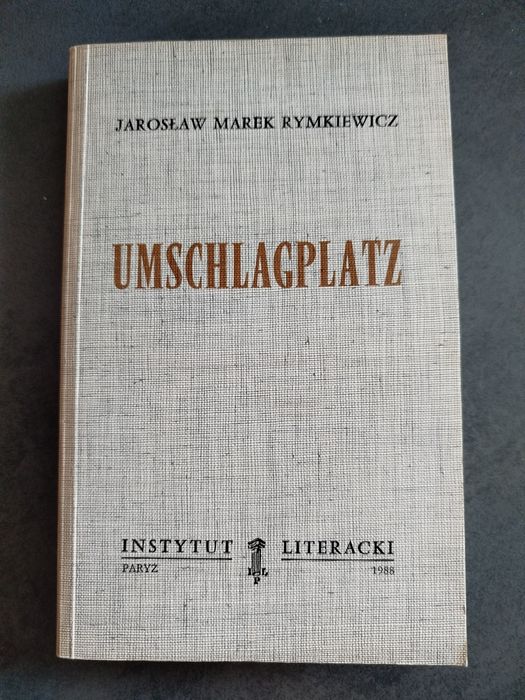 JAROSŁAW MAREK RYMKIEWICZ
UMSCHLAGPLATZ
INSTYTUT LITERACKI
PARYŻ 1988
I L
P